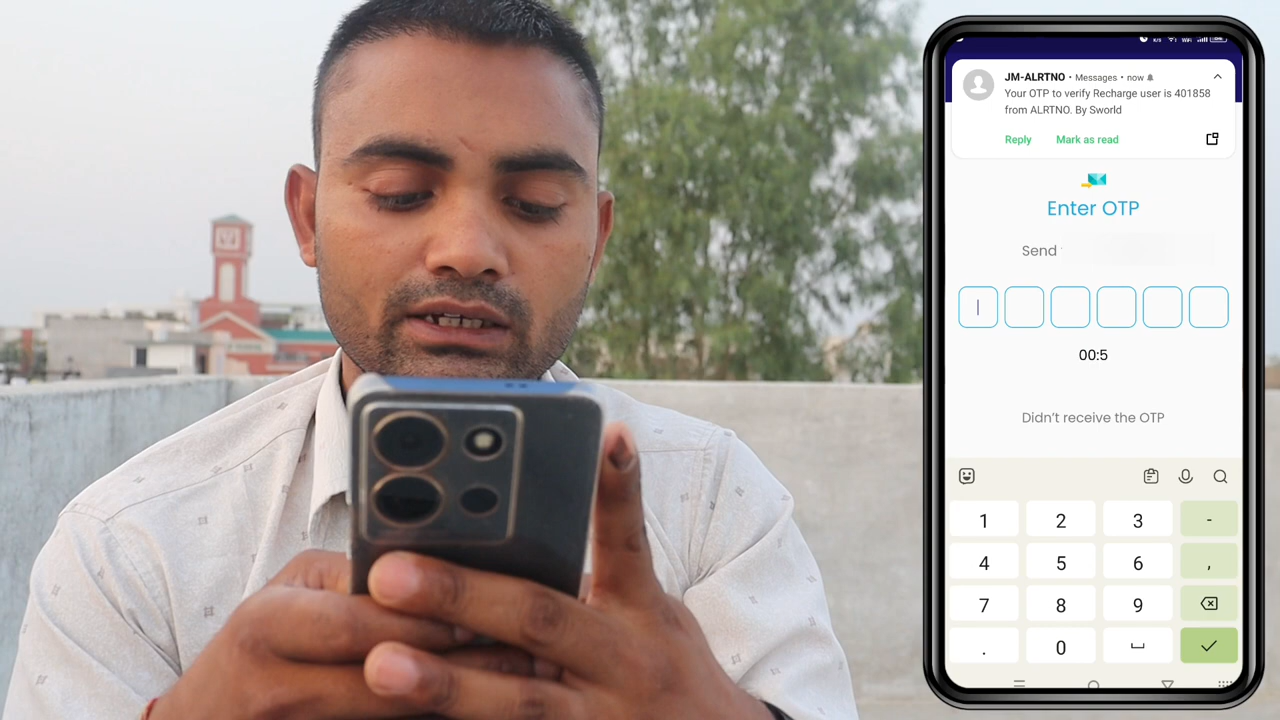 JM-ALRTNO • Messages • now
Your OTP to verify Recharge user is 401858
from ALRTNO. By Sworld
Reply Mark as read
Enter OTP
Send
00:5
Didn't receive the OTP
1 2 3 -
4 5 6 ,
7 8 9
. 0